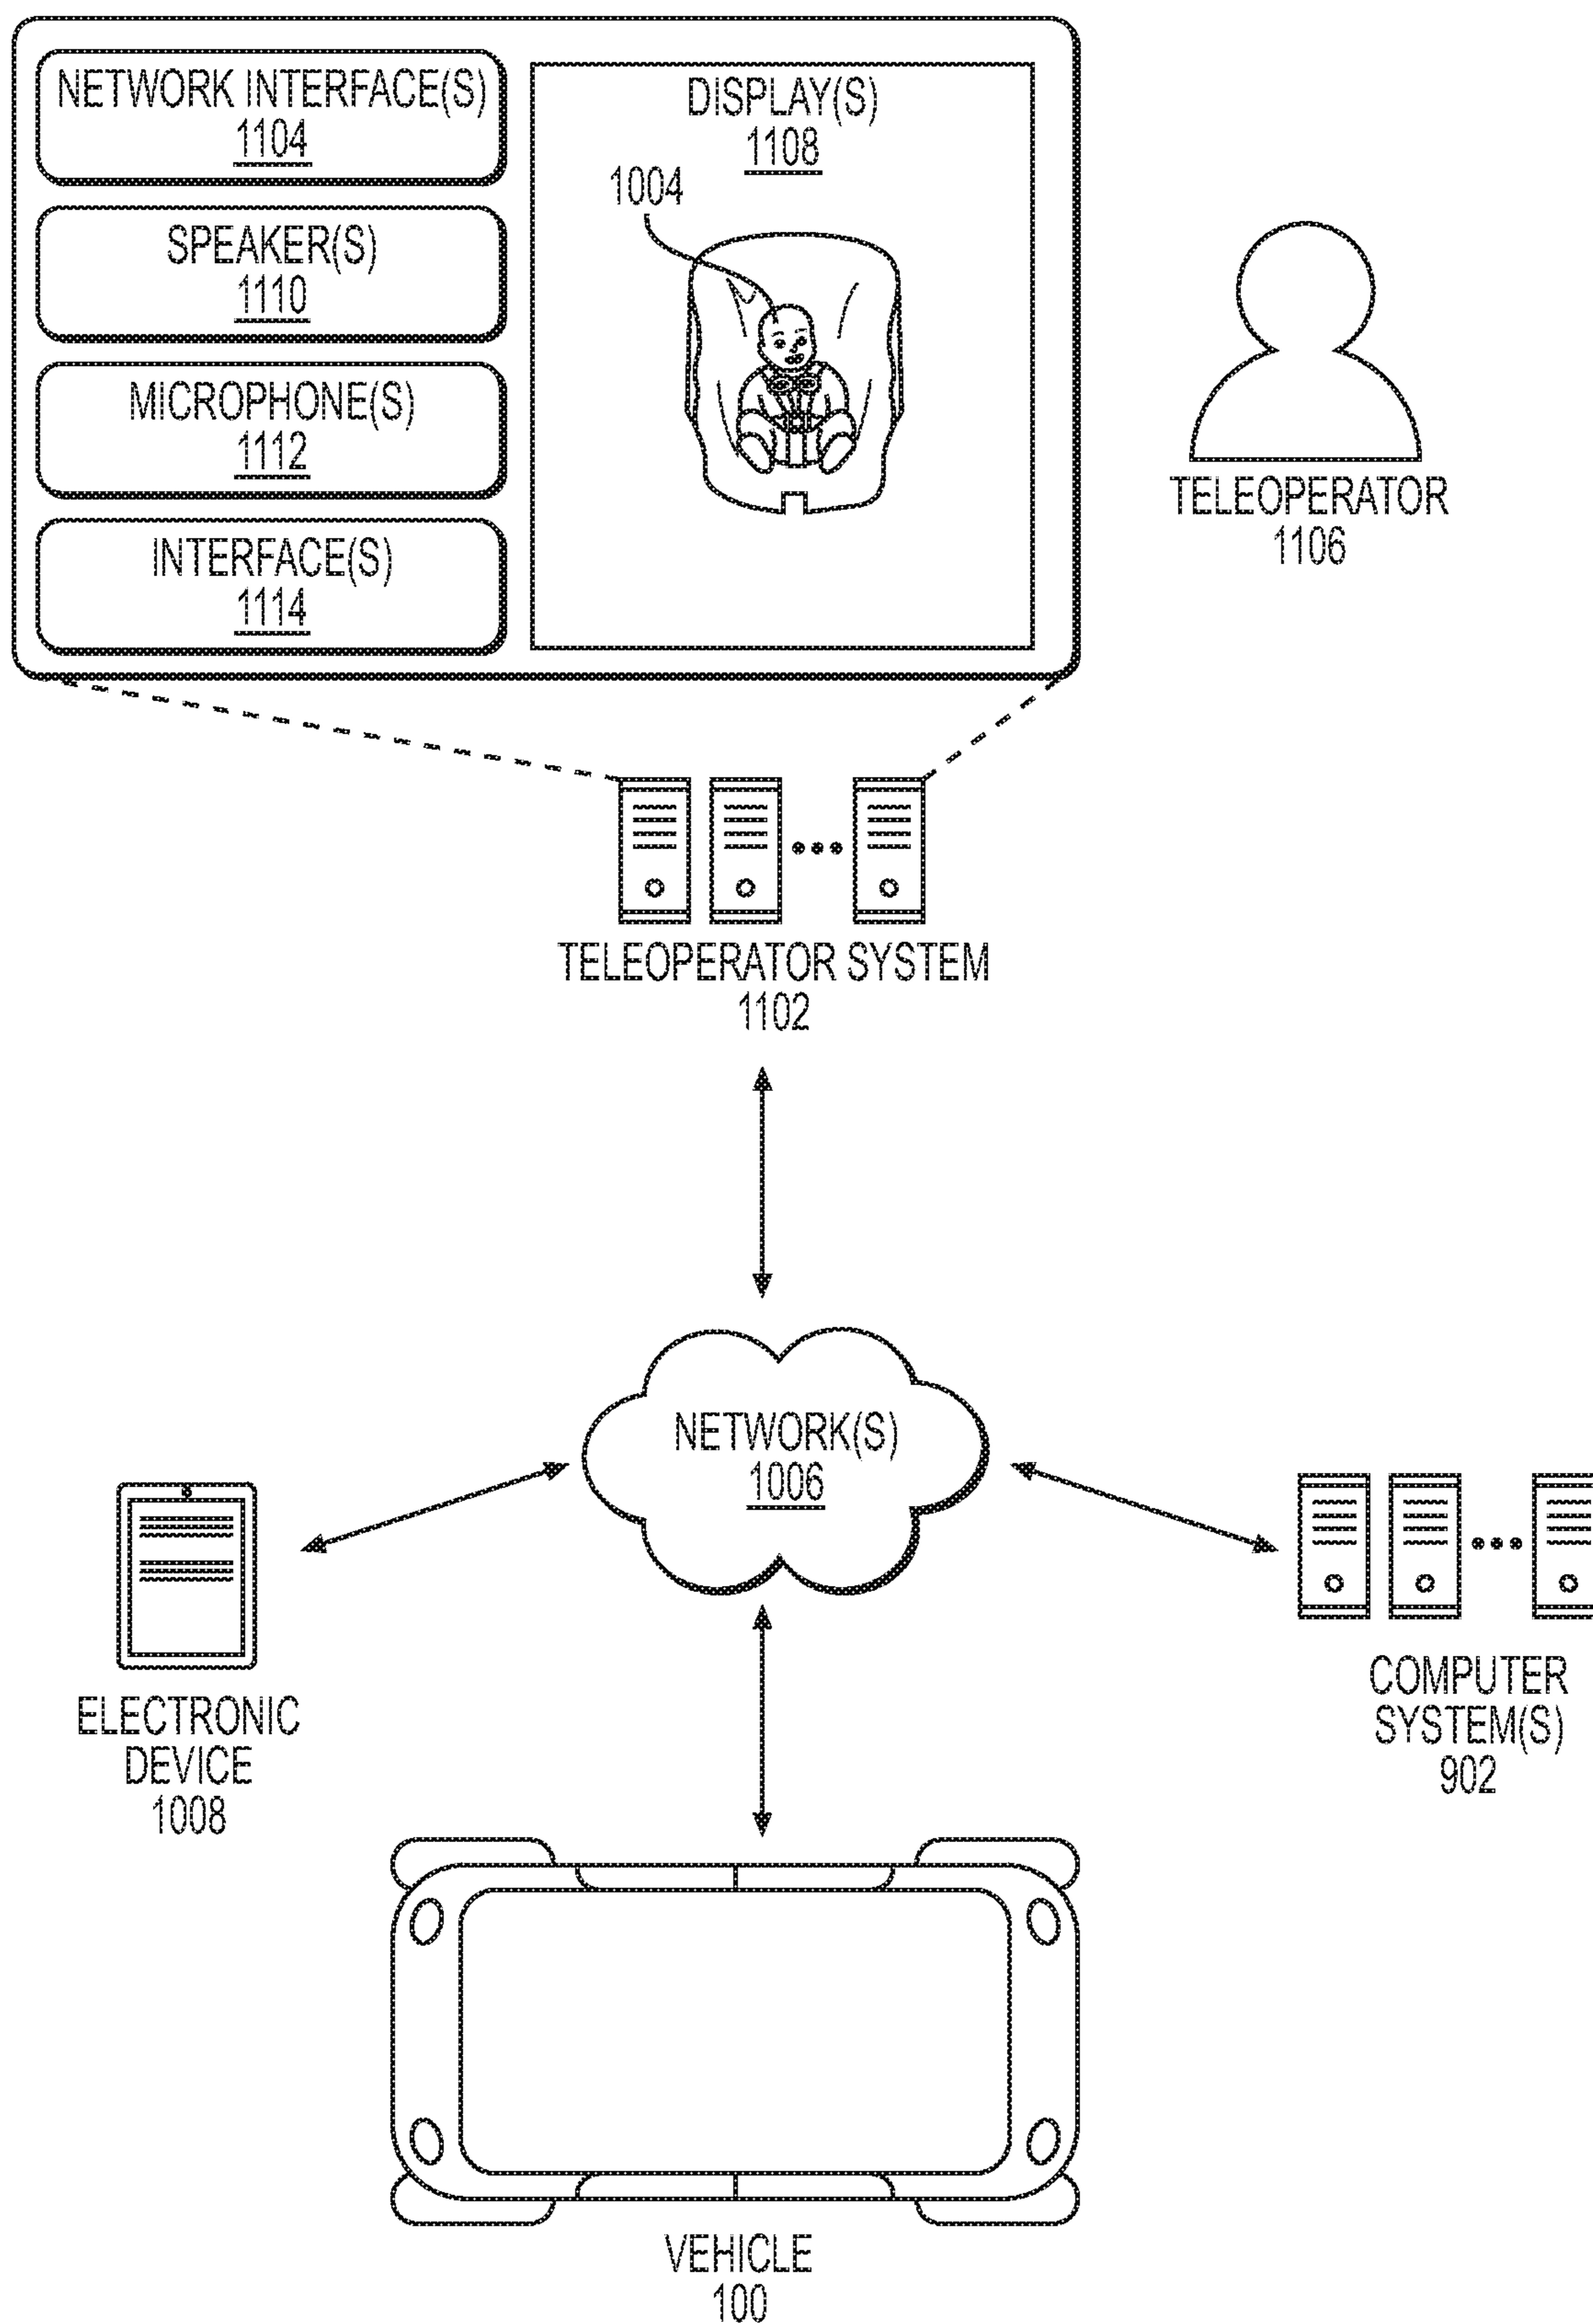 NETWORK INTERFACE(S)
1104
SPEAKER(S)
1110
MICROPHONE(S)
1112
INTERFACE(S)
1114
DISPLAY(S)
1108
1004
TELEOPERATOR
1106
TELEOPERATOR SYSTEM
1102
NETWORK(S)
1006
ELECTRONIC
DEVICE
1008
COMPUTER
SYSTEM(S)
902
VEHICLE
100